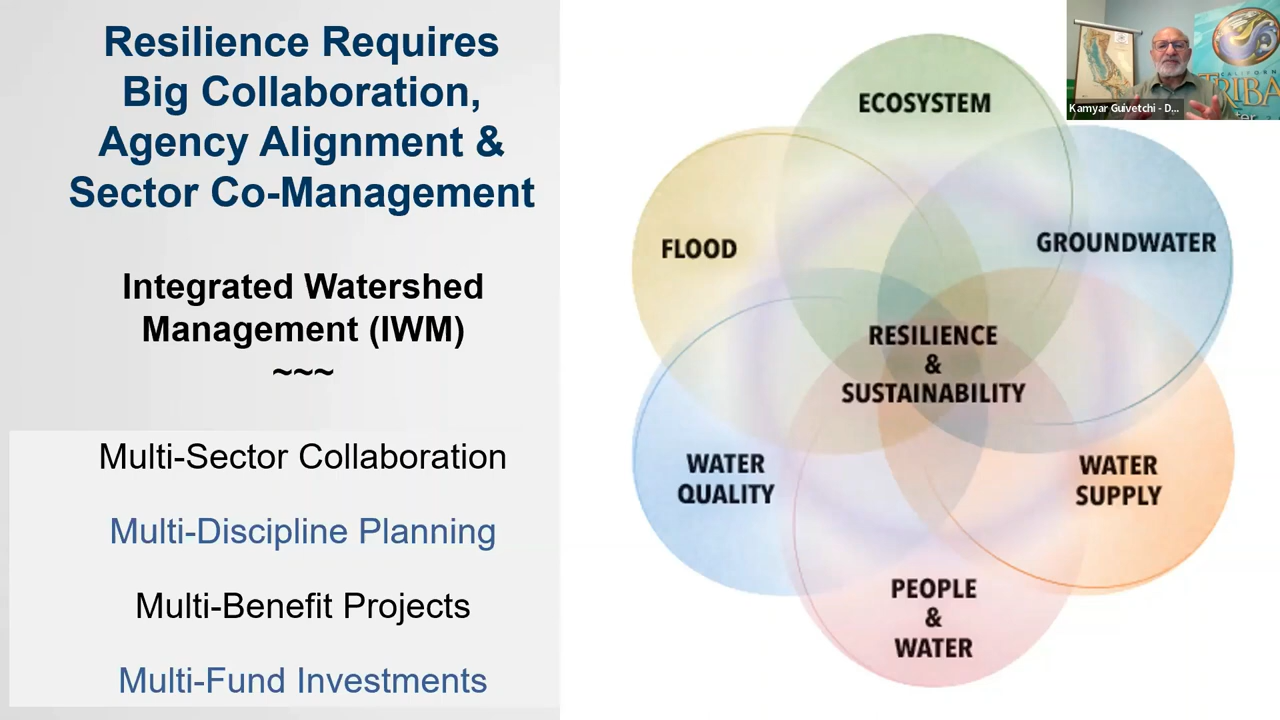 Resilience Requires
Big Collaboration,
Agency Alignment &
Sector Co-Management
Integrated Watershed
Management (IWM)
~~~
Multi-Sector Collaboration
Multi-Discipline Planning
Multi-Benefit Projects
Multi-Fund Investments
ECOSYSTEM
FLOOD
GROUNDWATER
RESILIENCE
&
SUSTAINABILITY
WATER
QUALITY
WATER
SUPPLY
PEOPLE
&
WATER
Kamyar Guivetchi - D...